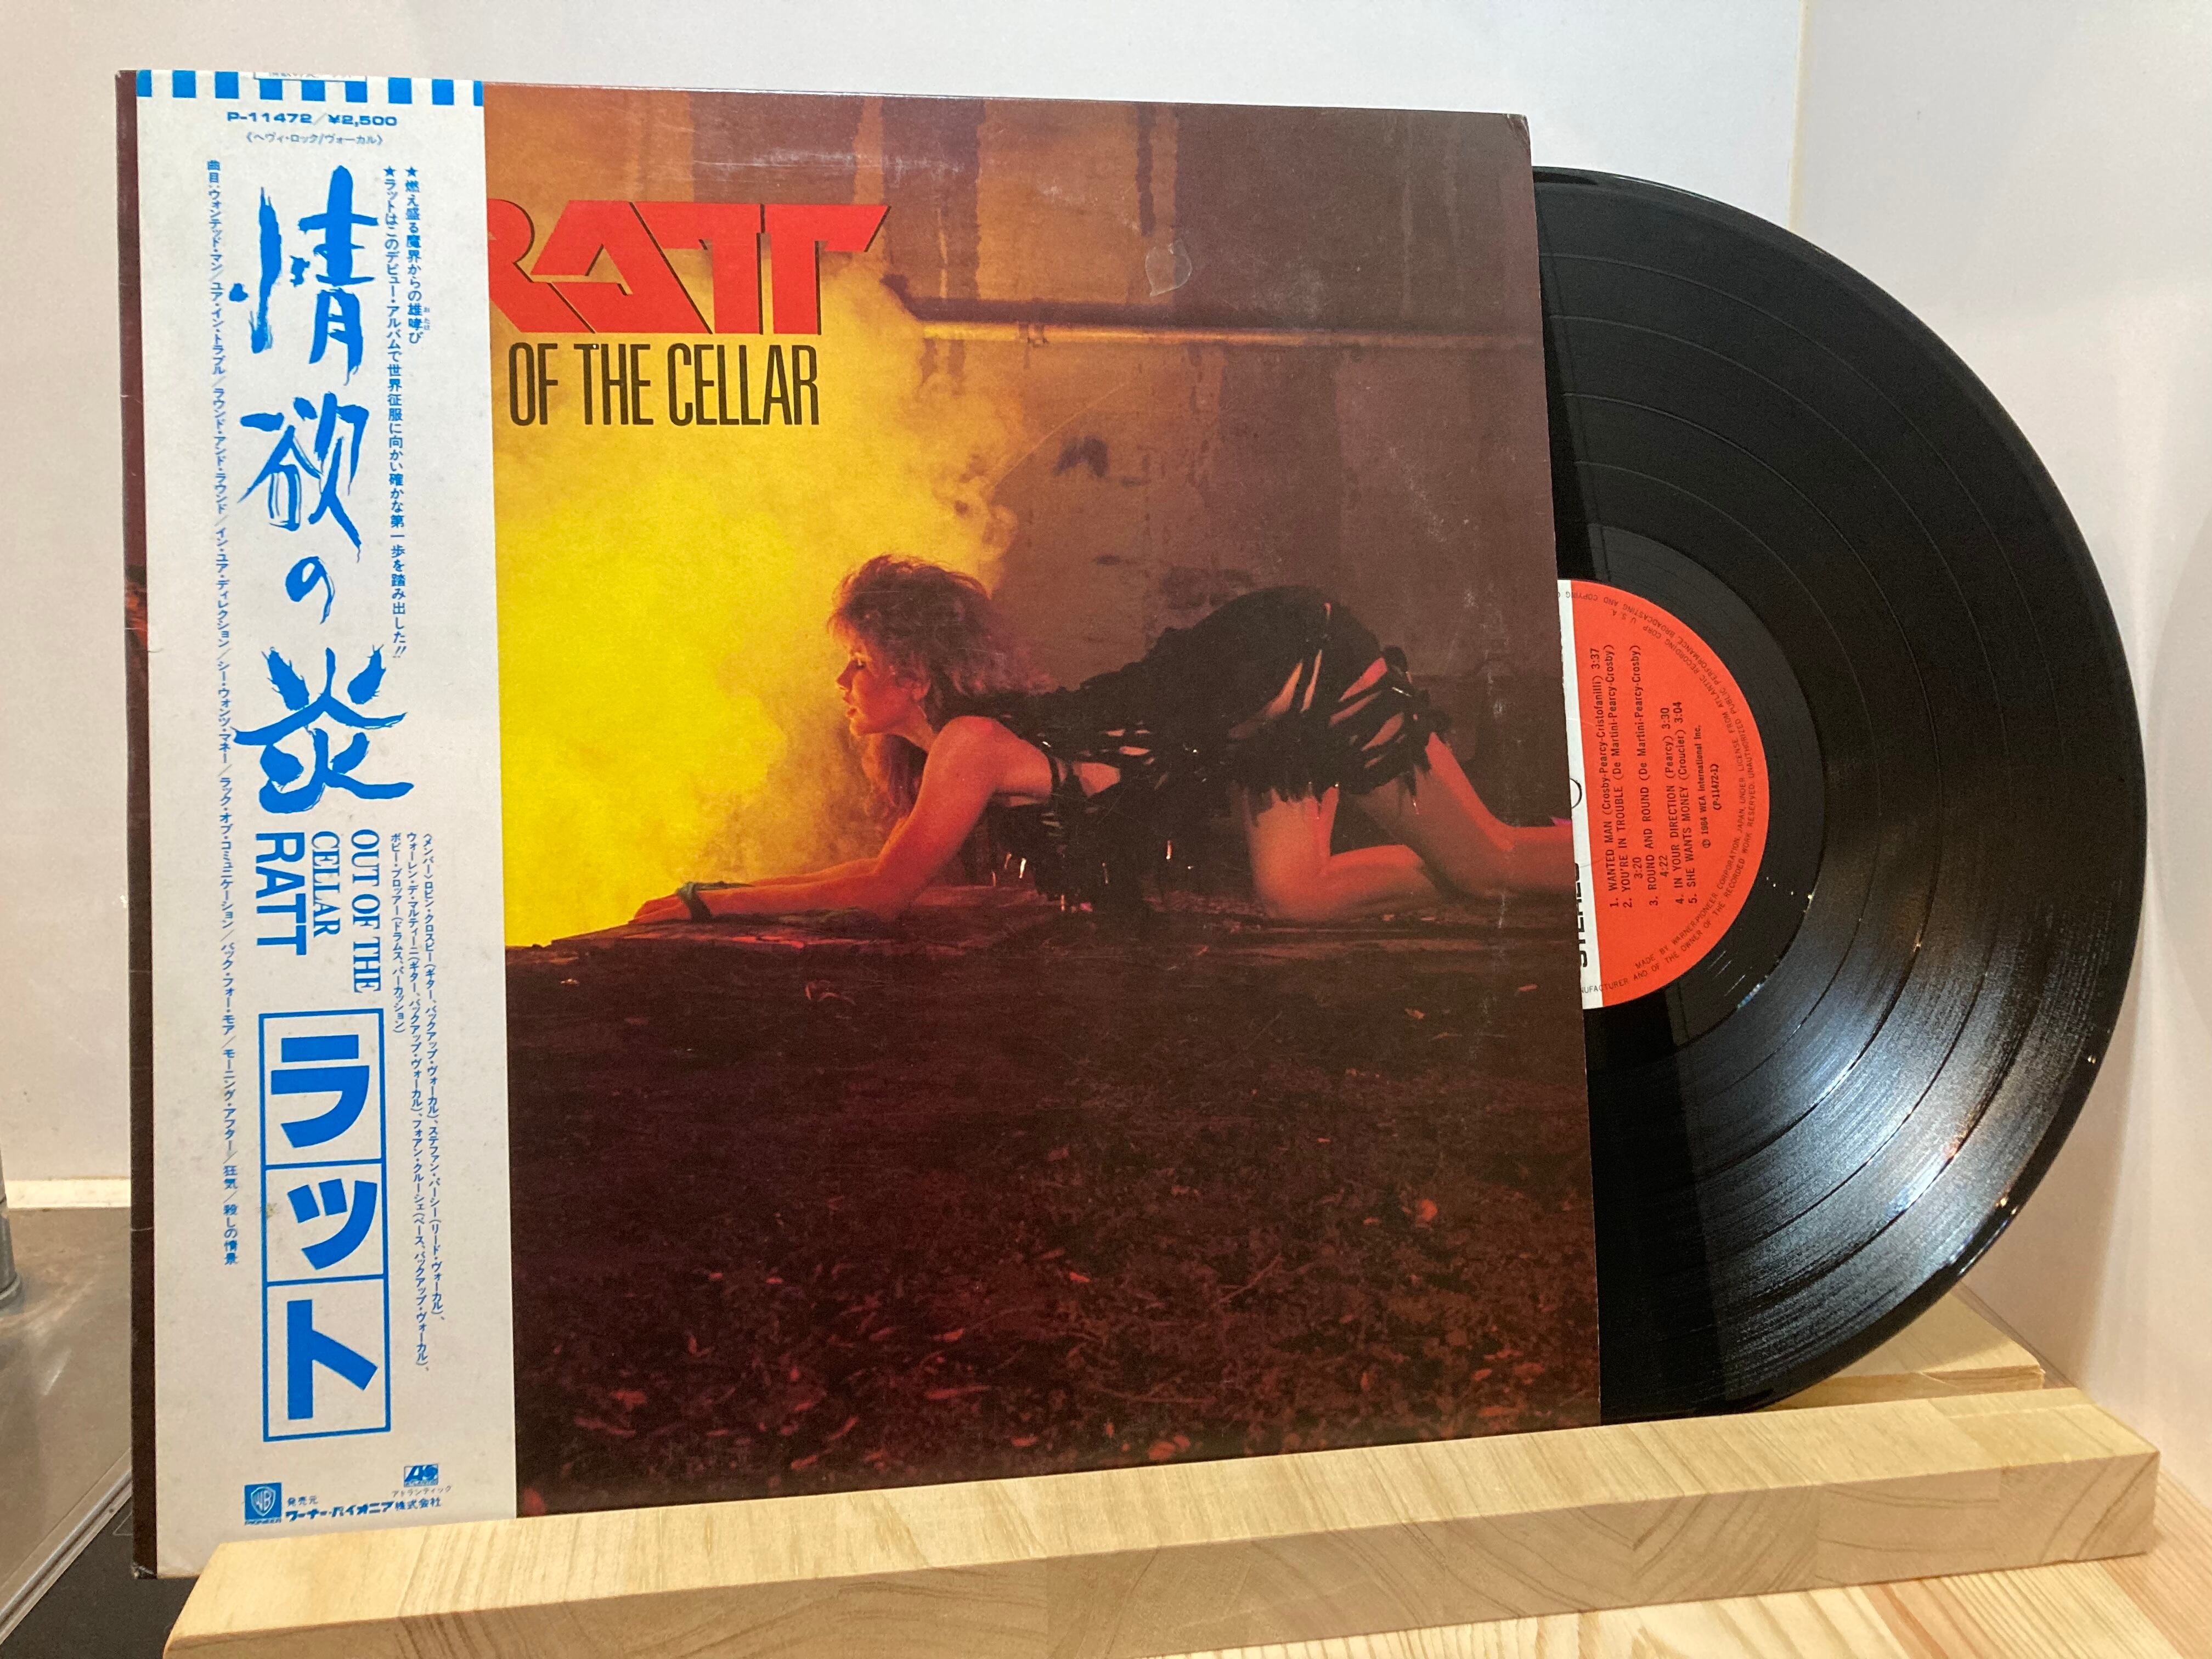 P-11472/¥2,500
《ヘヴィ・ロック/ヴォーカル》
★燃え盛る魔界からの雄哮び
おたけ
★ラットはこのデビュー・アルバムで世界征服に向かい確かな第一歩を踏み出した!!
情欲の炎
曲目:ウォンテッド・マン/ユア・イン・トラブル/ラウンド・アンド・ラウンド/イン・ユア・ディレクション/シー・ウォンツ・マネー/ラック・オブ・コミュニケーション/バック・フォー・モア/モーニング・アフター/狂気/殺しの情景
OUT OF THE
CELLAR
RATT
ラット
〈メンバー〉ロビン・クロスビー(ギター、バックアップ・ヴォーカル)、ステファン・パーシー(リード・ヴォーカル)、
ウォーレン・デ・マルティーニ(ギター、バックアップ・ヴォーカル)、フォアン・クルーシェ(ベース、バックアップ・ヴォーカル)、
ボビー・ブロッツァー(ドラムス、パーカッション)
アトランティック
発売元
ワーナー・パイオニア株式会社
RATT
OF THE CELLAR
STEREO
1. WANTED MAN (Crosby-Pearcy-Cristofanilli) 3:37
2. YOU'RE IN TROUBLE (De Martini-Pearcy-Crosby)
3:20
3. ROUND AND ROUND (De Martini-Pearcy-Crosby)
4:22
4. IN YOUR DIRECTION (Pearcy) 3:30
5. SHE WANTS MONEY (Croucier) 3:04
Ⓟ 1984 WEA International Inc.
(P-11472-1)
MADE BY WARNER-PIONEER CORPORATION, JAPAN, UNDER LICENSE FROM ATLANTIC RECORDING CORP U. S. A.